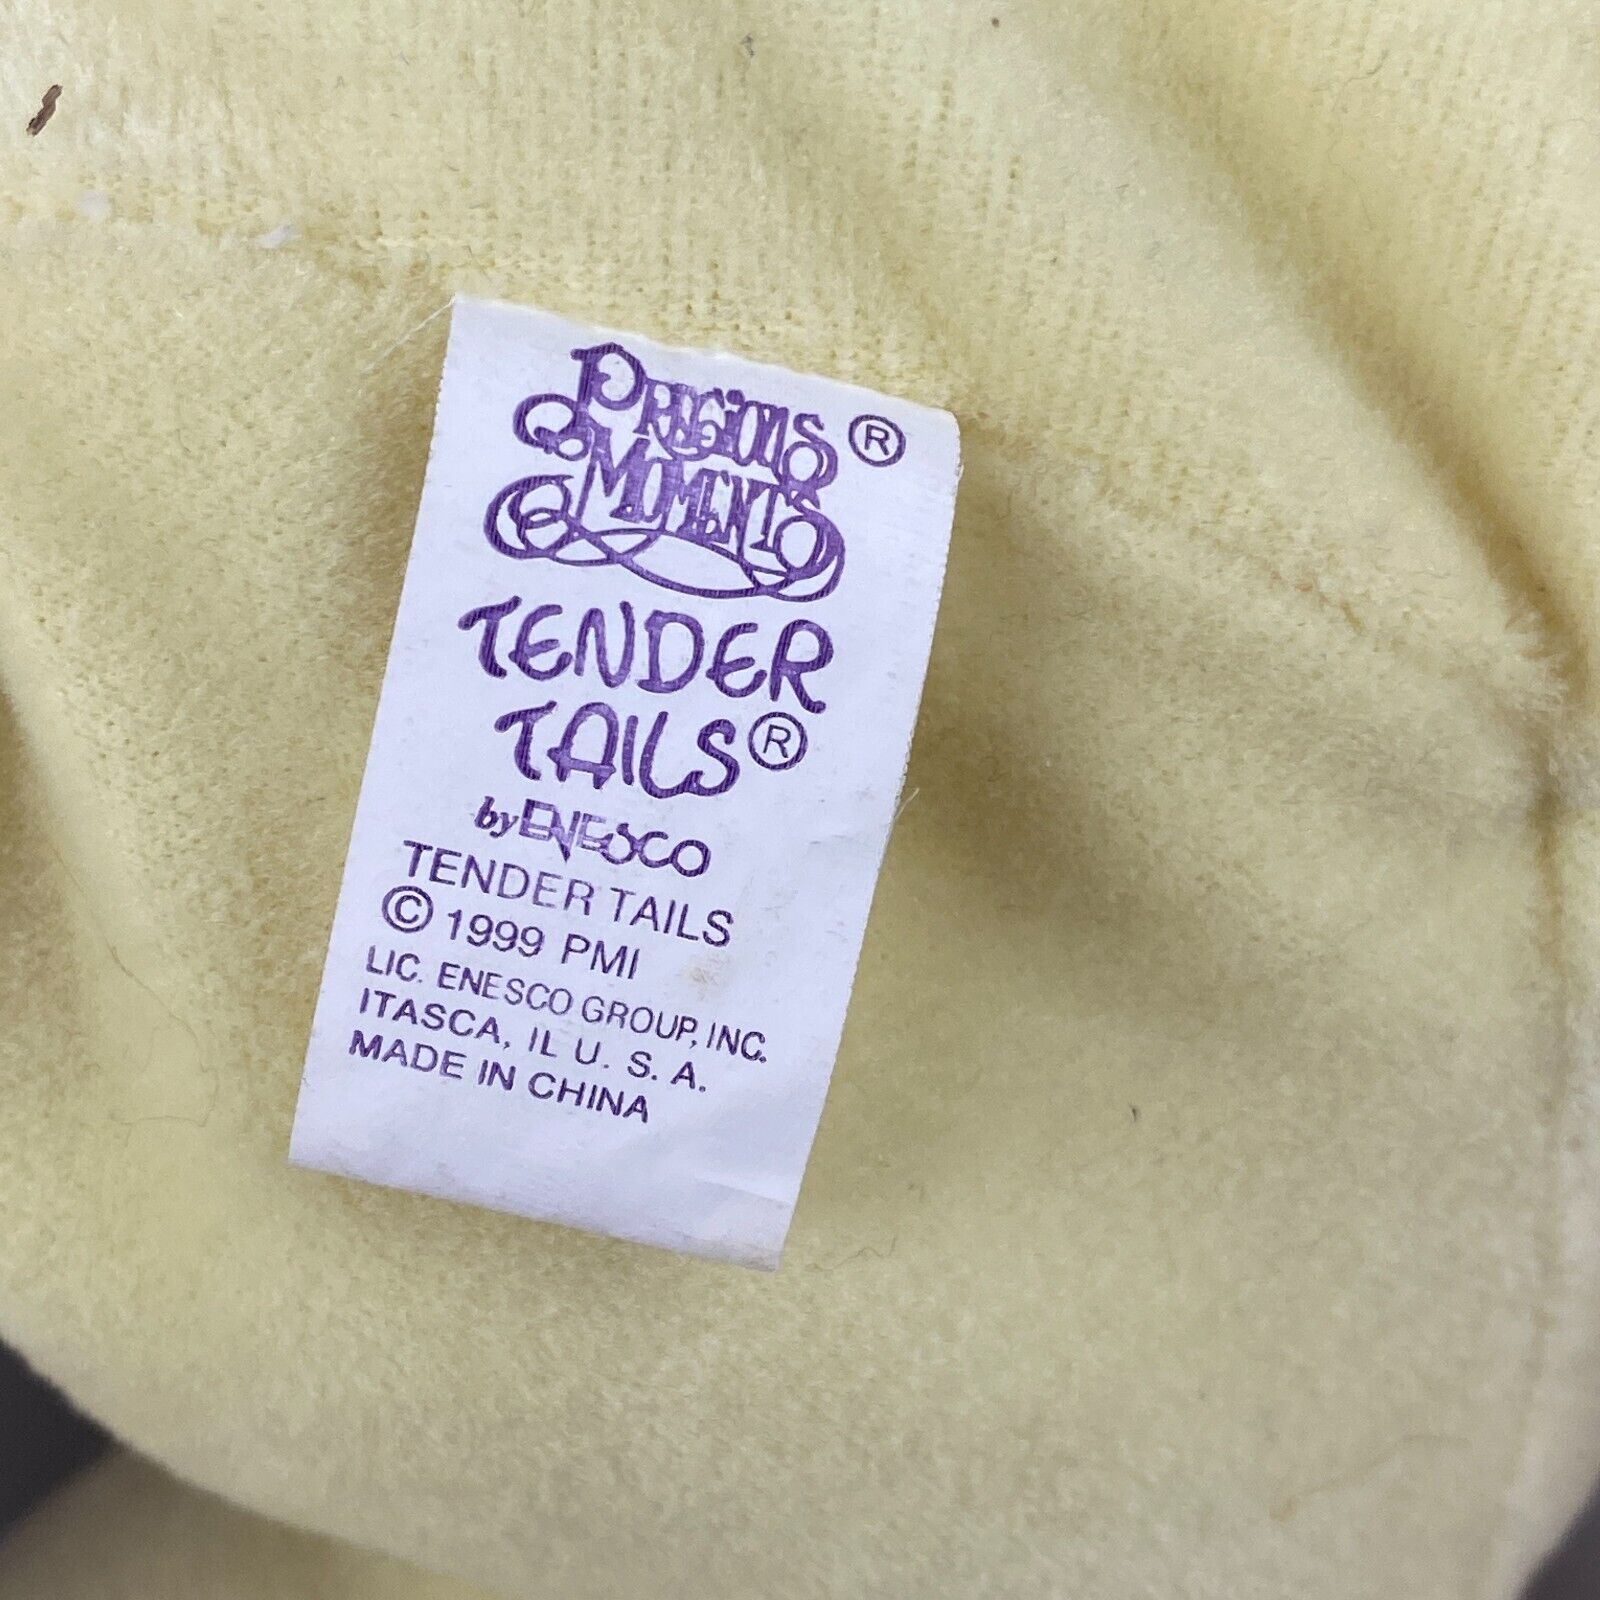 PRECIOUS ®
MOMENTS
TENDER
TAILS®
by ENESCO
TENDER TAILS
© 1999 PMI
LIC. ENESCO GROUP, INC.
ITASCA, IL U. S. A.
MADE IN CHINA